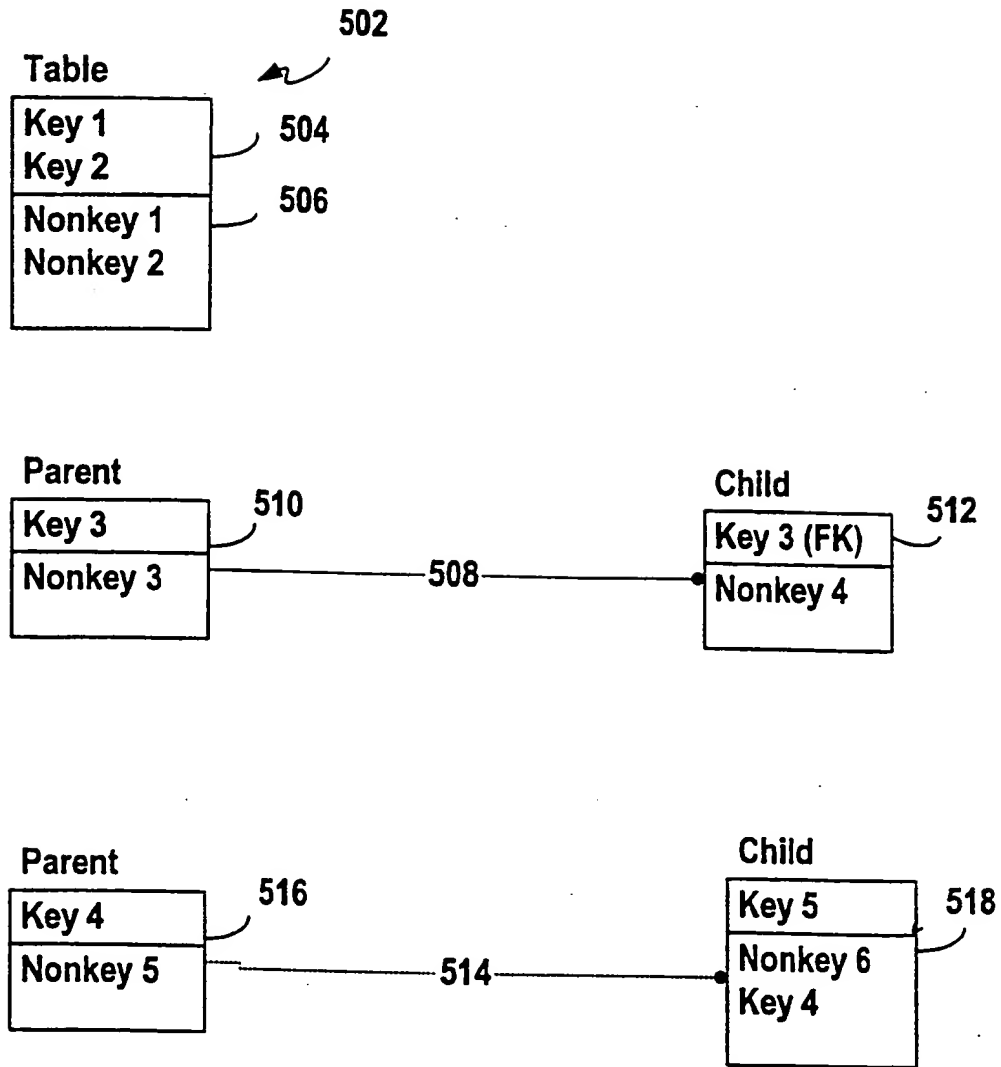 502
Table
Key 1
Key 2
504
Nonkey 1
Nonkey 2
506
Parent
Key 3
510
Nonkey 3
508
Child
Key 3 (FK)
512
Nonkey 4
Parent
Key 4
516
Nonkey 5
514
Child
Key 5
518
Nonkey 6
Key 4